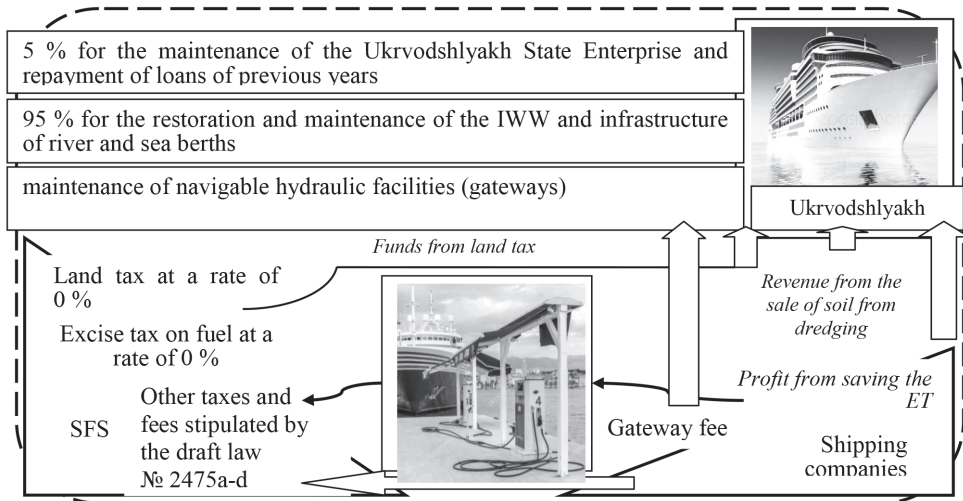 5 % for the maintenance of the Ukrvodshlyakh State Enterprise and
repayment of loans of previous years
95 % for the restoration and maintenance of the IWW and infrastructure
of river and sea berths
maintenance of navigable hydraulic facilities (gateways)
Ukrvodshlyakh
Funds from land tax
Land tax at a rate of
0 %
Excise tax on fuel at a
rate of 0 %
Other taxes and
fees stipulated by
the draft law
№ 2475a-d
SFS
4
Gateway fee
Revenue from the
sale of soil from
dredging
Profit from saving the
ET
Shipping
companies